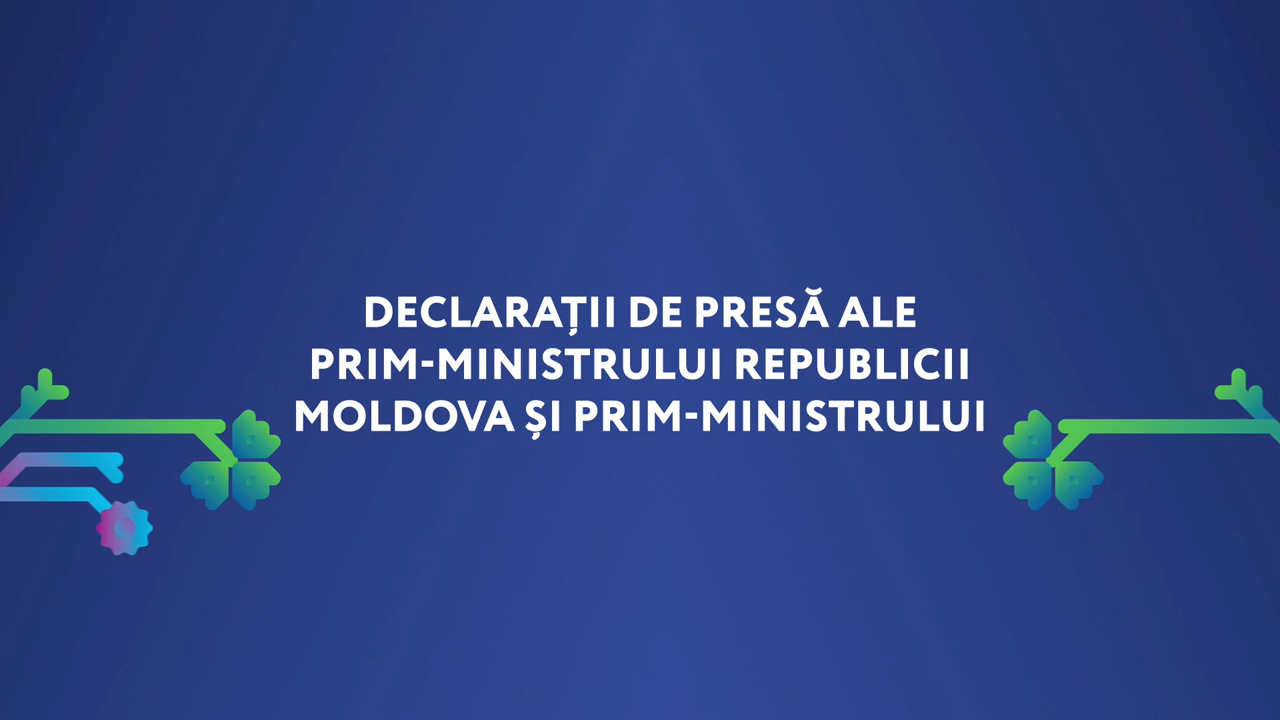 DECLARAȚII DE PRESĂ ALE
PRIM-MINISTRULUI REPUBLICII
MOLDOVA ȘI PRIM-MINISTRULUI